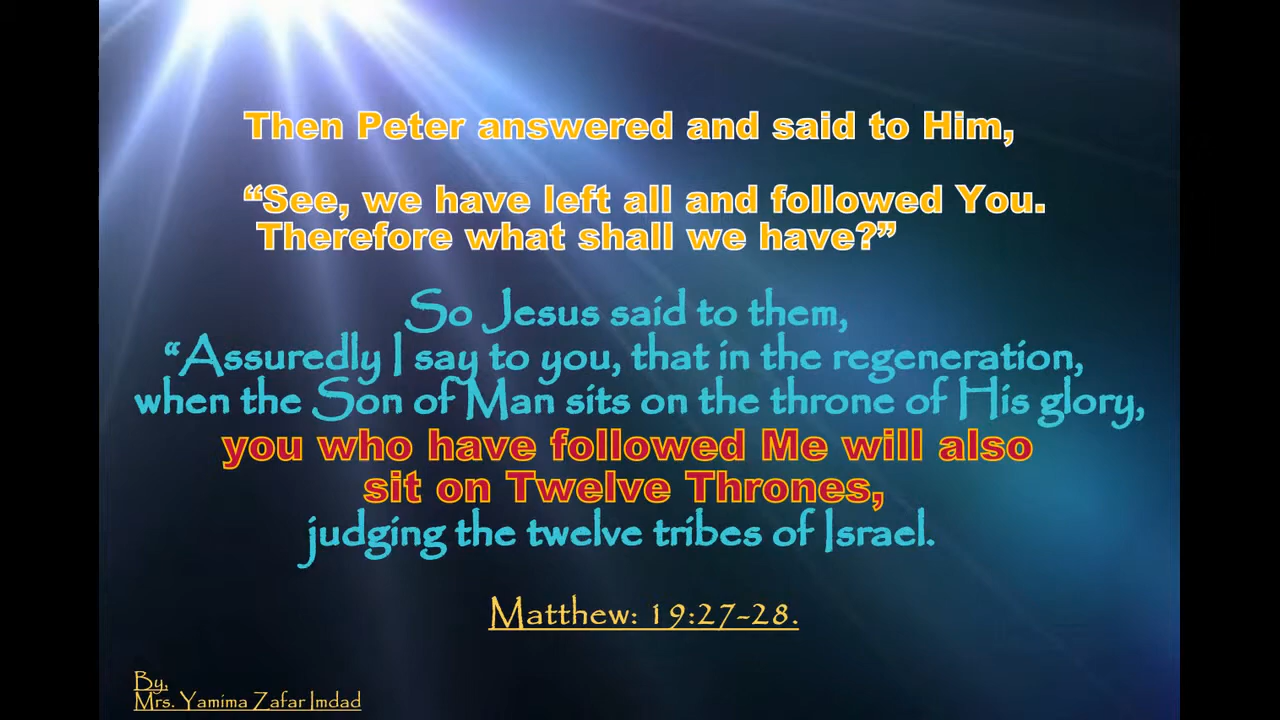 Then Peter answered and said to Him,
“See, we have left all and followed You.
Therefore what shall we have?”
So Jesus said to them,
“Assuredly I say to you, that in the regeneration,
when the Son of Man sits on the throne of His glory,
you who have followed Me will also
sit on Twelve Thrones,
judging the twelve tribes of Israel.
Matthew: 19:27-28.
By,
Mrs. Yamima Zafar Imdad